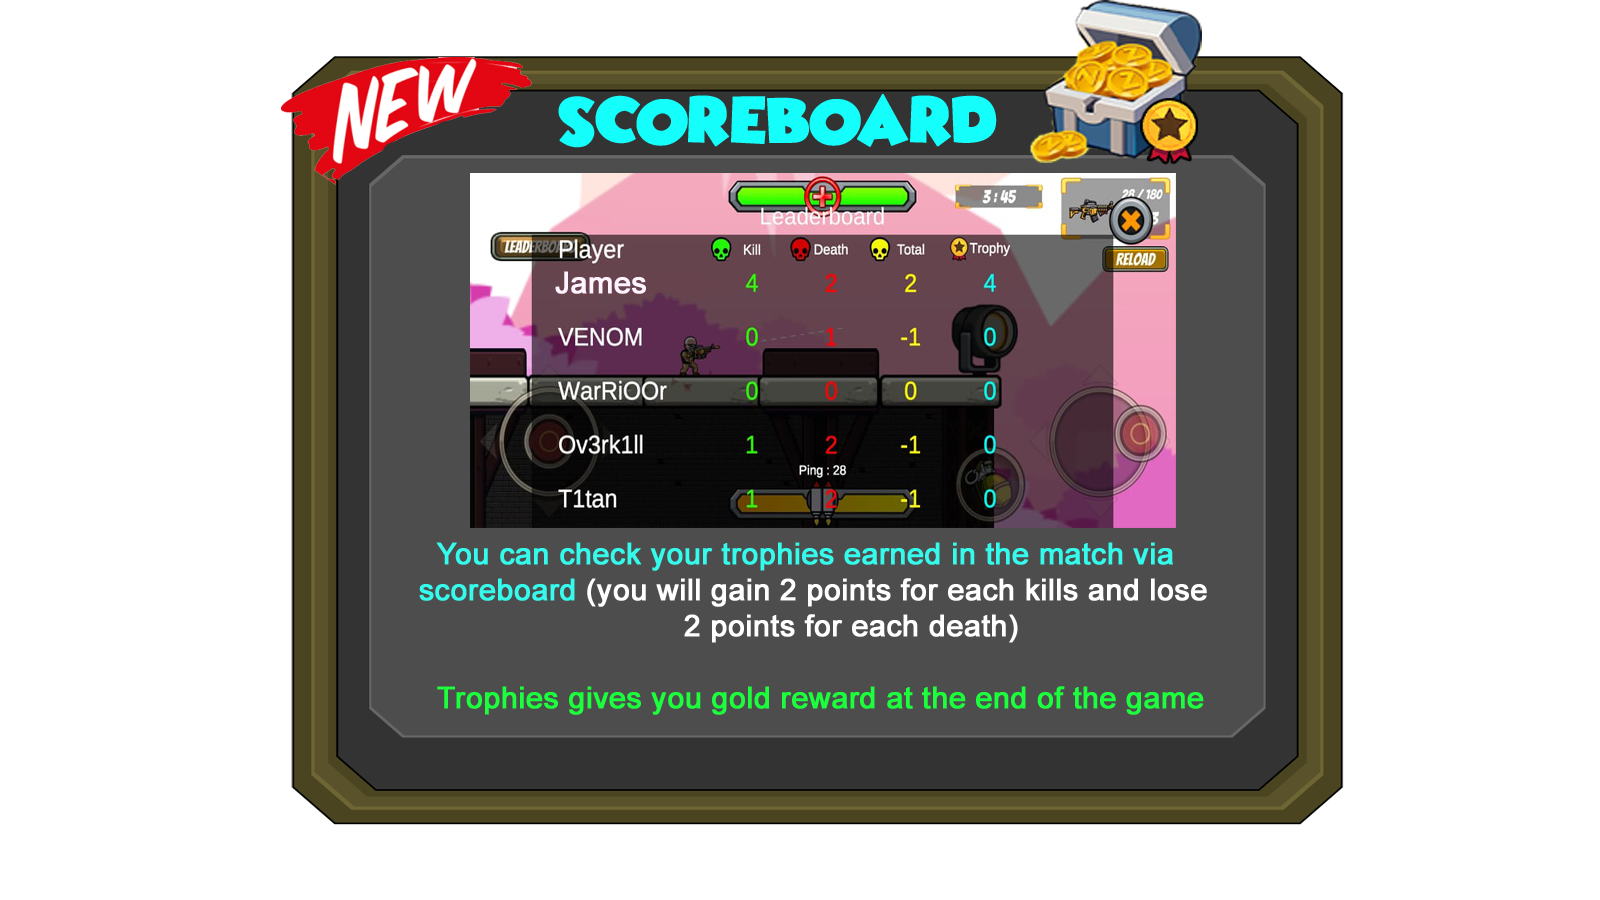 NEW
SCOREBOARD
3:45
28 / 180
Leaderboard
Player Kill Death Total Trophy
RELOAD
James 4 2 2 4
VENOM 0 1 -1 0
WarRiOOr 0 0 0 0
Ov3rk1ll 1 2 -1 0
Ping : 28
T1tan 1 2 -1 0
You can check your trophies earned in the match via
scoreboard (you will gain 2 points for each kills and lose
2 points for each death)
Trophies gives you gold reward at the end of the game